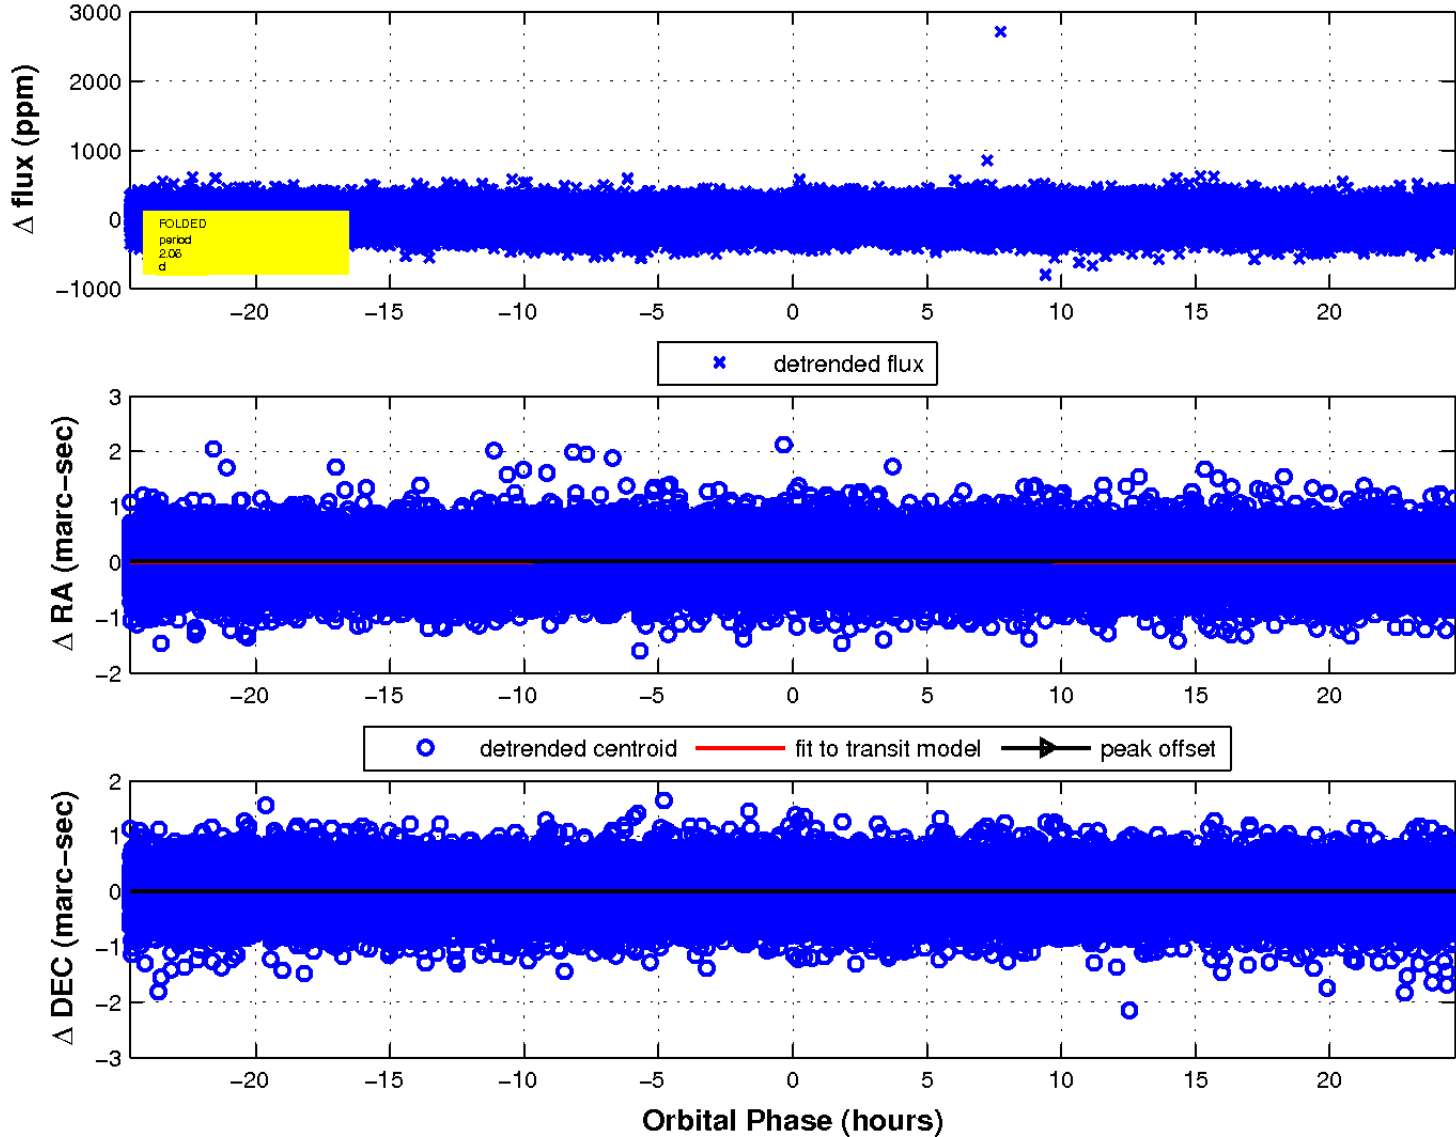 3000
2000
1000
0
−1000
Δ flux (ppm)
FOLDED
period
2.06
d
−20 −15 −10 −5 0 5 10 15 20
detrended flux
3
2
1
0
−1
−2
Δ RA (marc−sec)
−20 −15 −10 −5 0 5 10 15 20
detrended centroid fit to transit model peak offset
2
1
0
−1
−2
−3
Δ DEC (marc−sec)
−20 −15 −10 −5 0 5 10 15 20
Orbital Phase (hours)